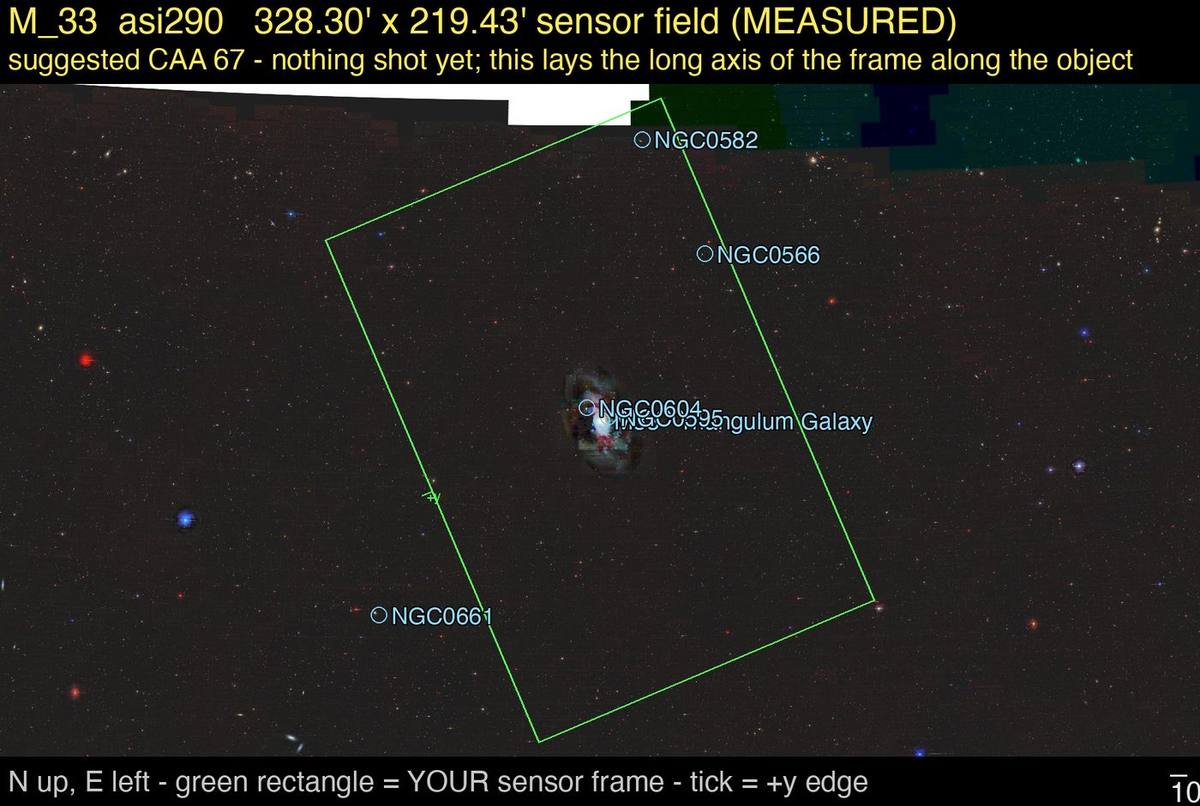 M_33 asi290 328.30' x 219.43' sensor field (MEASURED)
suggested CAA 67 - nothing shot yet; this lays the long axis of the frame along the object
NGC0582
NGC0566
NGC0604
NGC0595
Triangulum Galaxy
+y
NGC0661
N up, E left - green rectangle = YOUR sensor frame - tick = +y edge
10